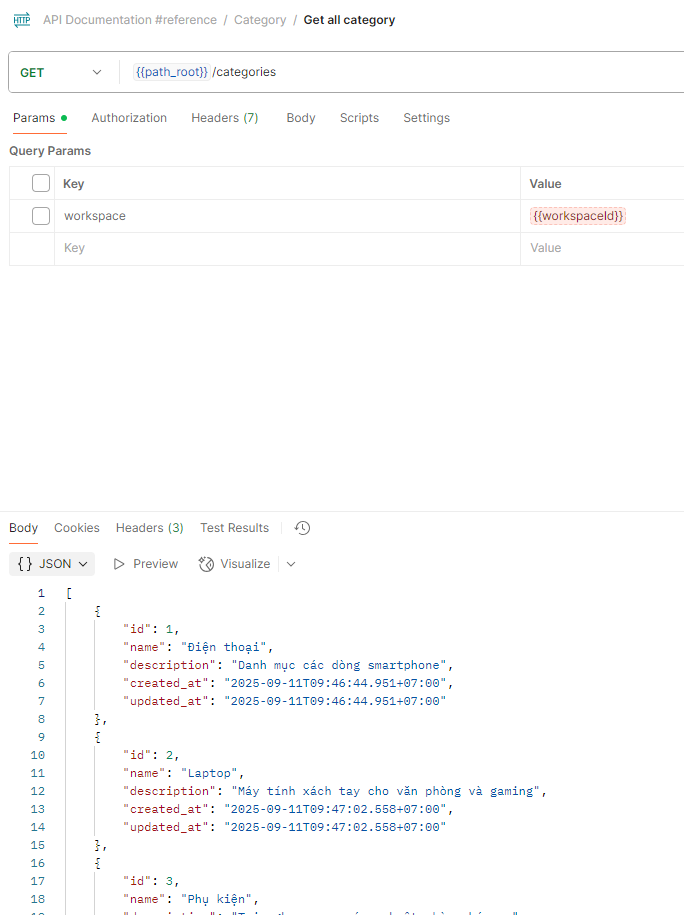 HTTP API Documentation #reference / Category / Get all category
GET {{path_root}} /categories
Params Authorization Headers (7) Body Scripts Settings
Query Params
Key Value
workspace {{workspaceId}}
Key Value
Body Cookies Headers (3) Test Results
{} JSON Preview Visualize
1 [
2 {
3 "id": 1,
4 "name": "Điện thoại",
5 "description": "Danh mục các dòng smartphone",
6 "created_at": "2025-09-11T09:46:44.951+07:00",
7 "updated_at": "2025-09-11T09:46:44.951+07:00"
8 },
9 {
10 "id": 2,
11 "name": "Laptop",
12 "description": "Máy tính xách tay cho văn phòng và gaming",
13 "created_at": "2025-09-11T09:47:02.558+07:00",
14 "updated_at": "2025-09-11T09:47:02.558+07:00"
15 },
16 {
17 "id": 3,
18 "name": "Phụ kiện",